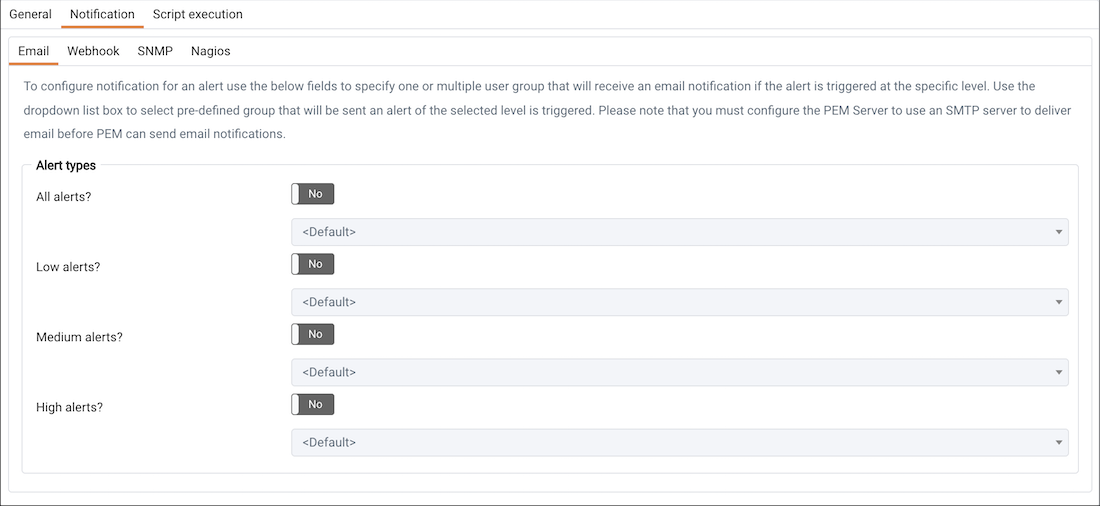 General Notification Script execution
Email Webhook SNMP Nagios
To configure notification for an alert use the below fields to specify one or multiple user group that will receive an email notification if the alert is triggered at the specific level. Use the
dropdown list box to select pre-defined group that will be sent an alert of the selected level is triggered. Please note that you must configure the PEM Server to use an SMTP server to deliver
email before PEM can send email notifications.
Alert types
All alerts? No
<Default>
Low alerts? No
<Default>
Medium alerts? No
<Default>
High alerts? No
<Default>